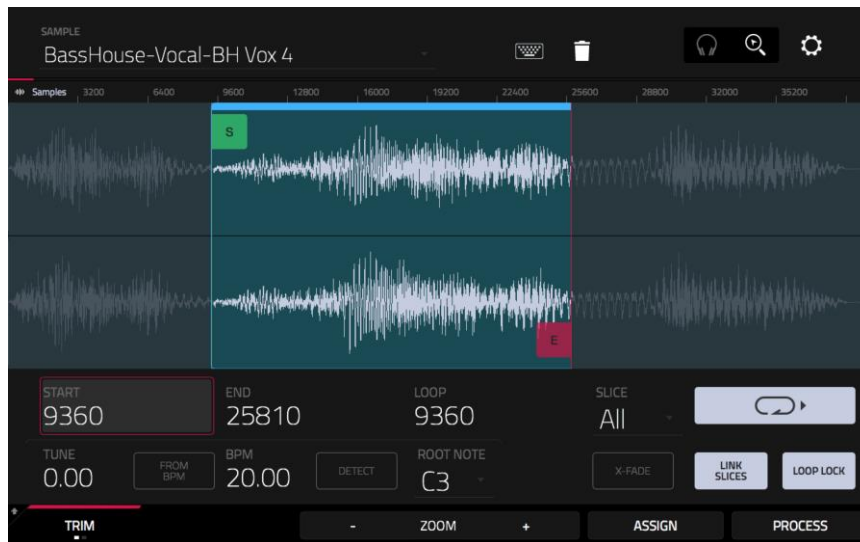 SAMPLE
BassHouse-Vocal-BH Vox 4
Samples 3200 6400 9600 12800 16000 19200 22400 25600 28800 32000 35200
S
E
START END LOOP SLICE
9360 25810 9360 All
TUNE FROM BPM BPM DETECT ROOT NOTE X-FADE LINK SLICES LOOP LOCK
0.00 20.00 C3
TRIM - ZOOM + ASSIGN PROCESS